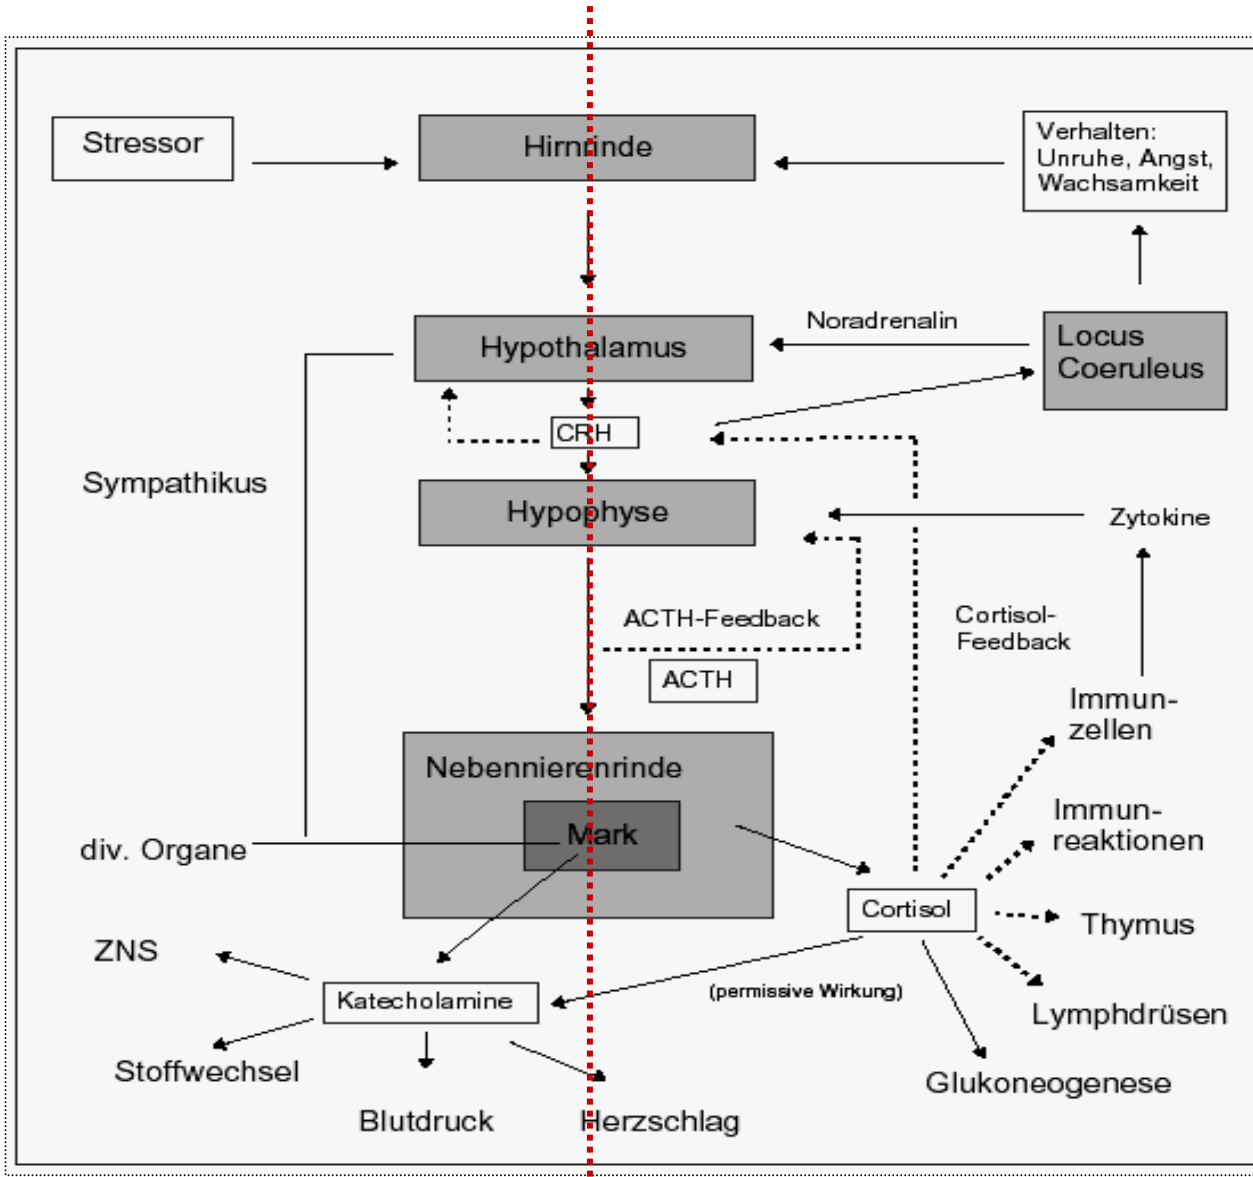 Stressor
Hirnrinde
Verhalten:
Unruhe, Angst,
Wachsamkeit
Noradrenalin
Hypothalamus
Locus
Coeruleus
CRH
Sympathikus
Hypophyse
Zytokine
ACTH-Feedback
Cortisol-
Feedback
ACTH
Immun-
zellen
Nebennierenrinde
Mark
Immun-
reaktionen
div. Organe
Cortisol
Thymus
ZNS
Katecholamine
(permissive Wirkung)
Lymphdrüsen
Stoffwechsel
Glukoneogenese
Blutdruck
Herzschlag